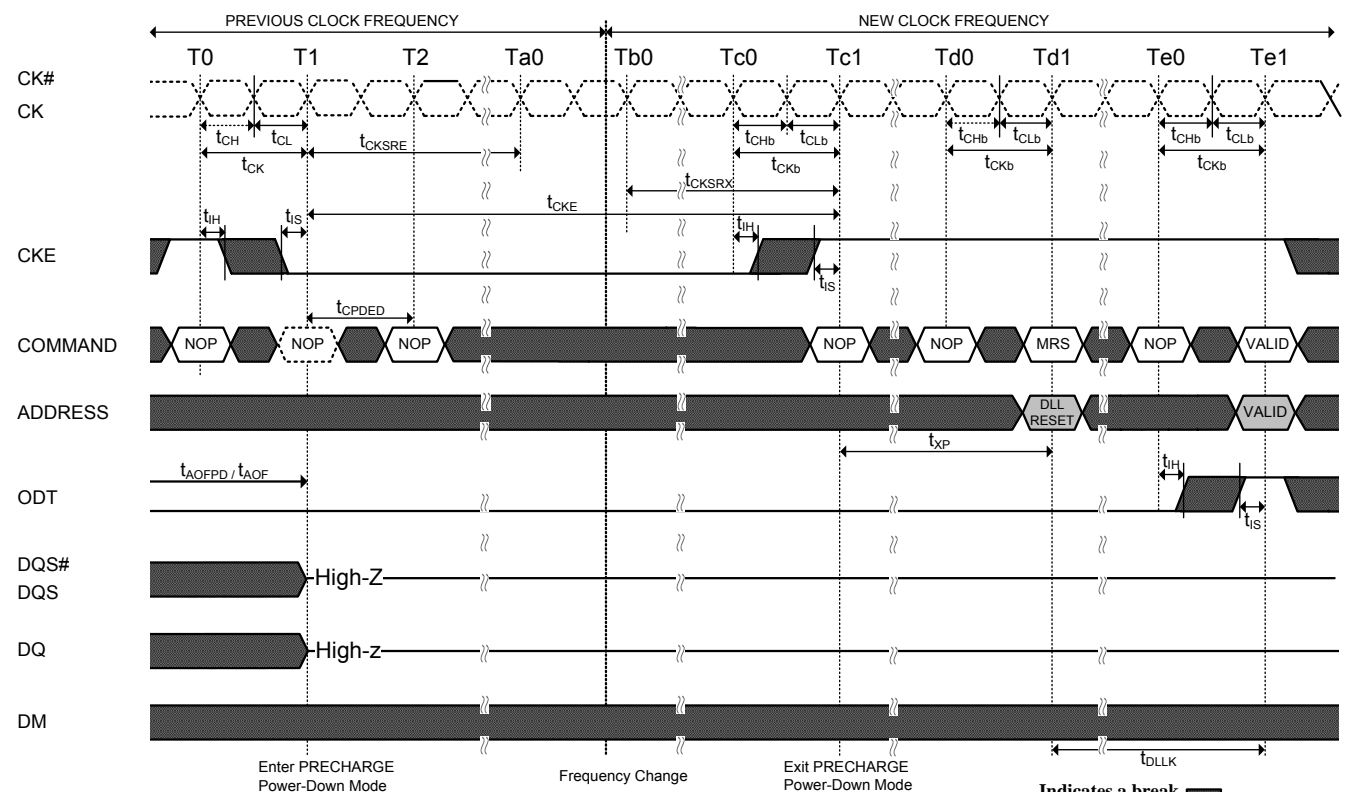 PREVIOUS CLOCK FREQUENCY NEW CLOCK FREQUENCY
T0 T1 T2 Ta0 Tb0 Tc0 Tc1 Td0 Td1 Te0 Te1
CK#
CK
tCH tCL tCKSRE tCHb tCLb tCHb tCLb tCHb tCLb
tCK tCKb tCKb tCKb
tCKSRX
tCKE
tIH tIS tIH
CKE
tIS
tCPDED
COMMAND NOP NOP NOP NOP NOP MRS NOP VALID
ADDRESS DLL RESET VALID
tXP
tAOFPD / tAOF tIH
ODT
tIS
DQS#
DQS High-Z
DQ High-z
DM
tDLLK
Enter PRECHARGE Power-Down Mode
Frequency Change
Exit PRECHARGE Power-Down Mode
Indicates a break